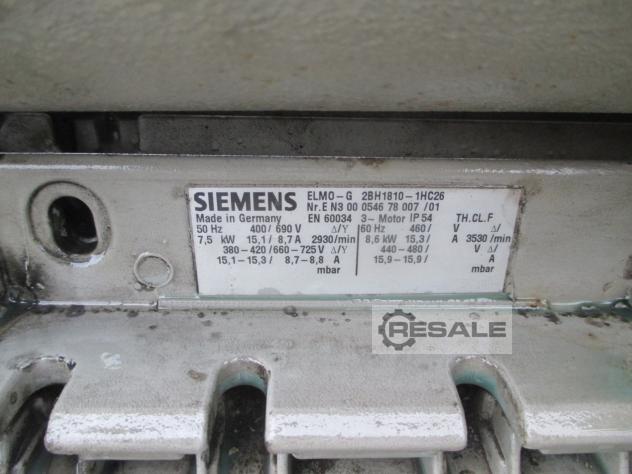 SIEMENS ELMO-G 2BH1810-1HC26
Nr.E N3 00 0546 78 007 /01
Made in Germany EN 60034 3~ Motor IP 54 TH.CL.F
50 Hz 400/ 690 V Δ/Y 60 Hz 460/ V Δ/
7,5 kW 15,1/ 8,7 A 2930/min 8,6 kW 15,3/ A 3530/min
380-420/660-725 V Δ/Y 440-480/ V Δ/
15,1-15,3/ 8,7-8,8 A 15,9-15,9/ A
mbar mbar
RESALE